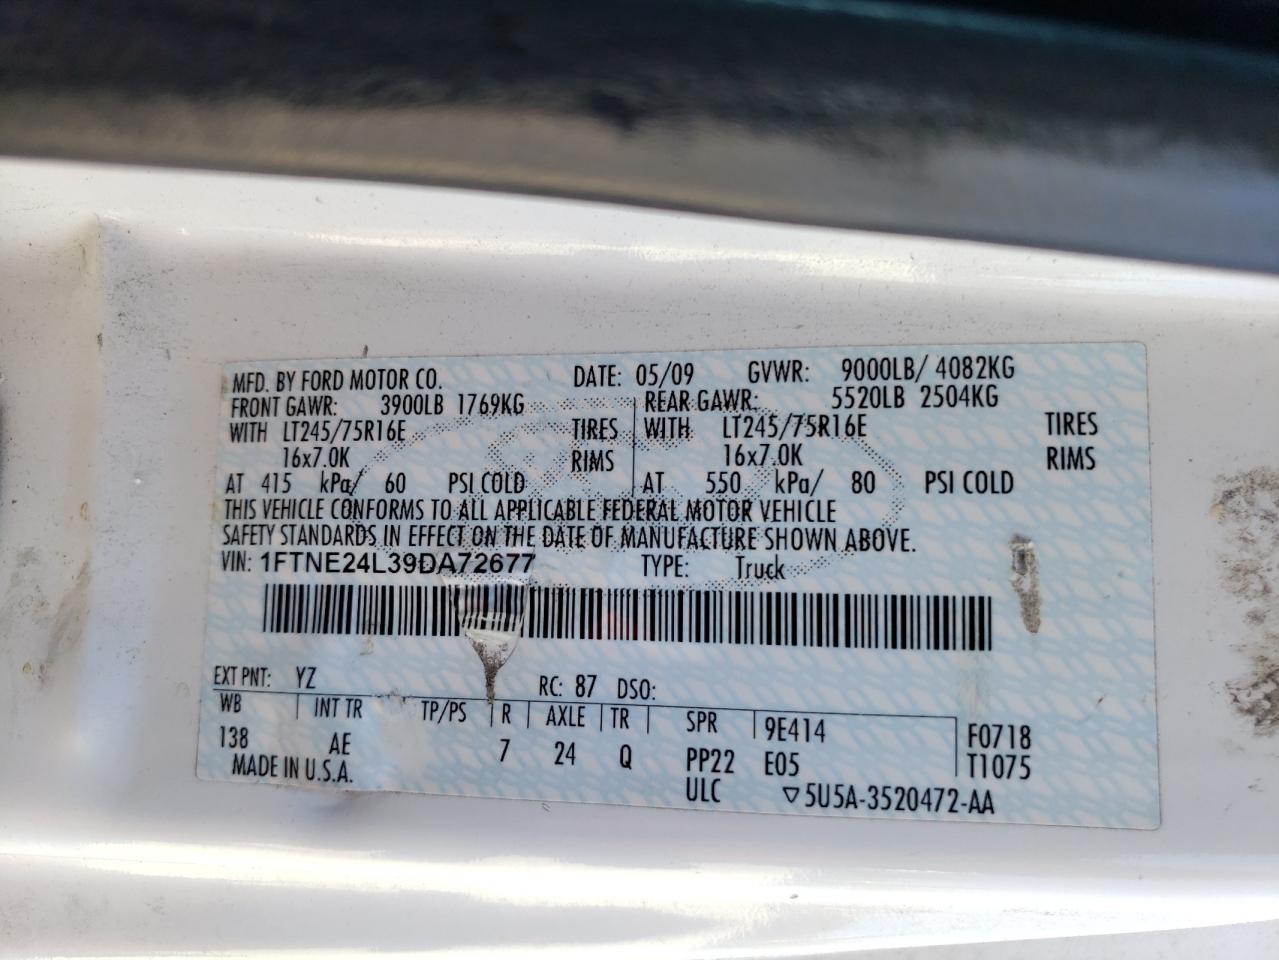 MFD. BY FORD MOTOR CO. DATE: 05/09 GVWR: 9000LB/ 4082KG
FRONT GAWR: 3900LB 1769KG REAR GAWR: 5520LB 2504KG
WITH LT245/75R16E TIRES WITH LT245/75R16E TIRES
16x7.0K RIMS 16x7.0K RIMS
AT 415 kPa/ 60 PSI COLD AT 550 kPa/ 80 PSI COLD
THIS VEHICLE CONFORMS TO ALL APPLICABLE FEDERAL MOTOR VEHICLE
SAFETY STANDARDS IN EFFECT ON THE DATE OF MANUFACTURE SHOWN ABOVE.
VIN: 1FTNE24L39DA72677 TYPE: Truck
EXT PNT: YZ RC: 87 DSO:
WB INT TR TP/PS R AXLE TR SPR 9E414 F0718
138 AE 7 24 Q PP22 E05 T1075
MADE IN U.S.A. ULC ▽5U5A-3520472-AA